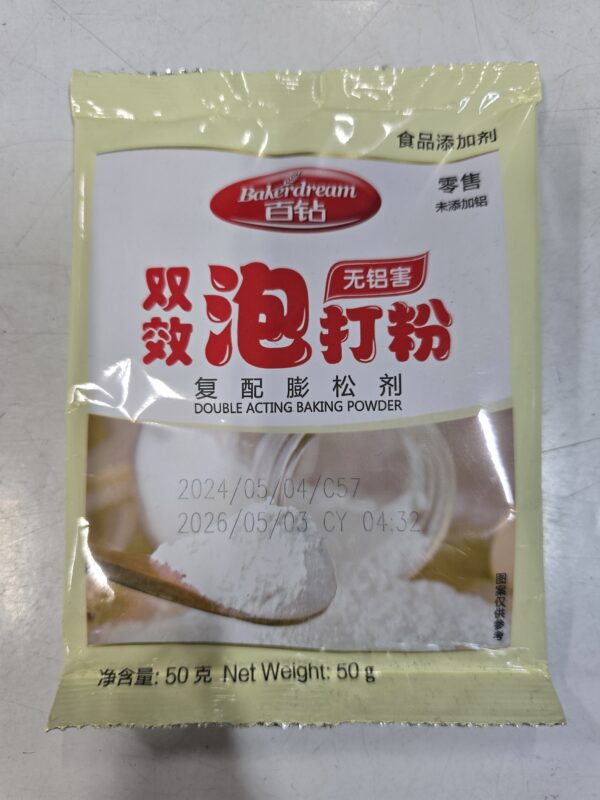 食品添加剂
Bakerdream
百钻
零售
未添加铝
双效泡打粉
无铝害
复配膨松剂
DOUBLE ACTING BAKING POWDER
2024/05/04/C57
2026/05/03 CY 04:32
图案仅供参考
净含量: 50 克 Net Weight: 50 g